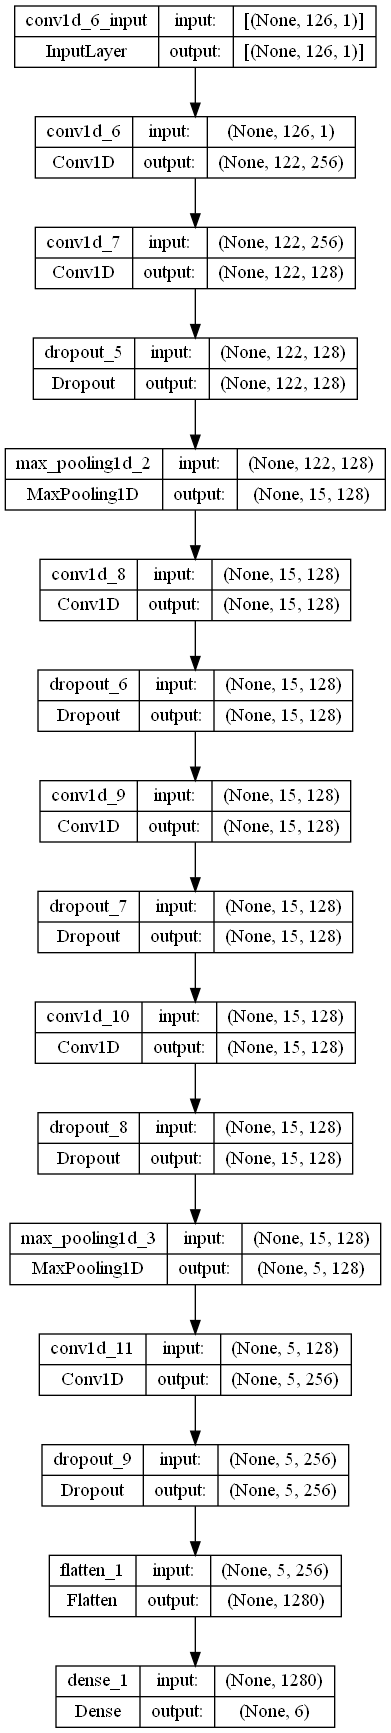 conv1d_6_input input: [(None, 126, 1)]
InputLayer output: [(None, 126, 1)]
conv1d_6 input: (None, 126, 1)
Conv1D output: (None, 122, 256)
conv1d_7 input: (None, 122, 256)
Conv1D output: (None, 122, 128)
dropout_5 input: (None, 122, 128)
Dropout output: (None, 122, 128)
max_pooling1d_2 input: (None, 122, 128)
MaxPooling1D output: (None, 15, 128)
conv1d_8 input: (None, 15, 128)
Conv1D output: (None, 15, 128)
dropout_6 input: (None, 15, 128)
Dropout output: (None, 15, 128)
conv1d_9 input: (None, 15, 128)
Conv1D output: (None, 15, 128)
dropout_7 input: (None, 15, 128)
Dropout output: (None, 15, 128)
conv1d_10 input: (None, 15, 128)
Conv1D output: (None, 15, 128)
dropout_8 input: (None, 15, 128)
Dropout output: (None, 15, 128)
max_pooling1d_3 input: (None, 15, 128)
MaxPooling1D output: (None, 5, 128)
conv1d_11 input: (None, 5, 128)
Conv1D output: (None, 5, 256)
dropout_9 input: (None, 5, 256)
Dropout output: (None, 5, 256)
flatten_1 input: (None, 5, 256)
Flatten output: (None, 1280)
dense_1 input: (None, 1280)
Dense output: (None, 6)